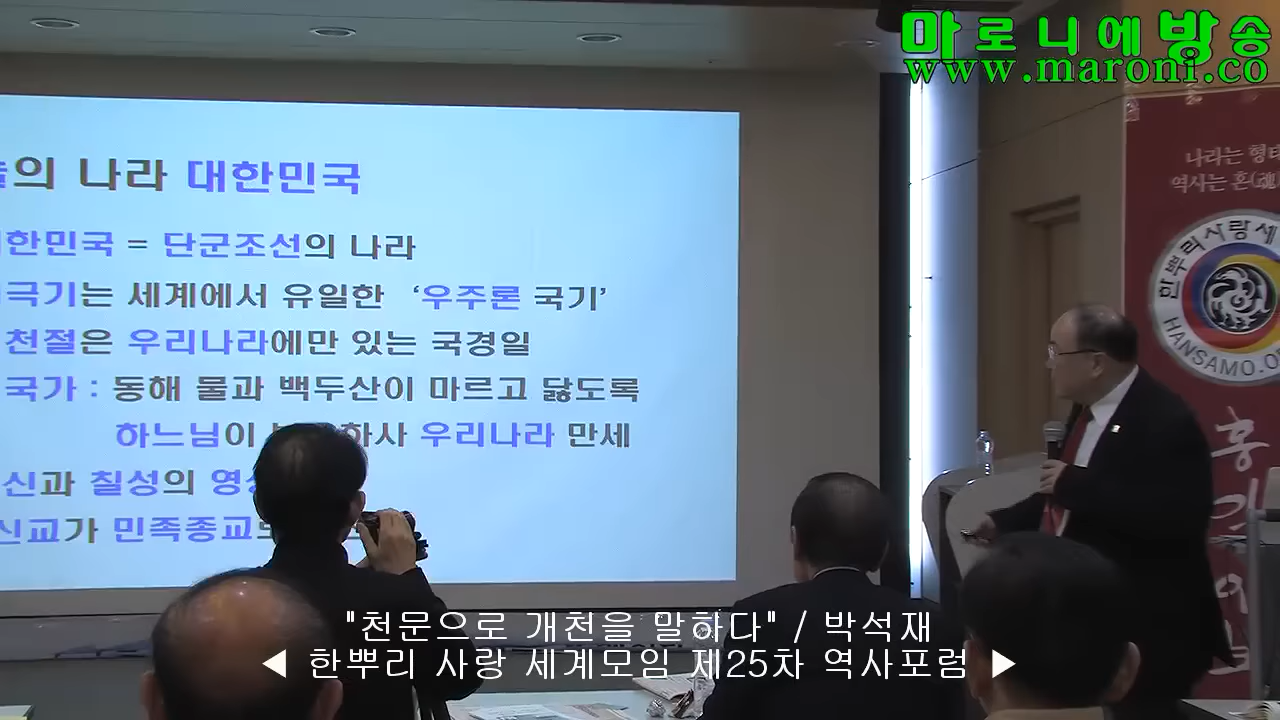 마로니에방송
www.maroni.co
의 나라 대한민국
한민국 = 단군조선의 나라
극기는 세계에서 유일한 ‘우주론 국기’
천절은 우리나라에만 있는 국경일
국가 : 동해 물과 백두산이 마르고 닳도록
하느님이 하사 우리나라 만세
신과 칠성의
신교가 민족종교
나라는 형
역사는 혼(魂
한뿌리사랑세
HANSAMO.O
홍
"천문으로 개천을 말하다" / 박석재
◀ 한뿌리 사랑 세계모임 제25차 역사포럼 ▶